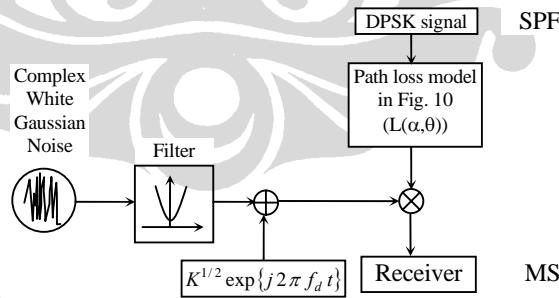 DPSK signal
SPF
Complex
White
Gaussian
Noise
Path loss model
in Fig. 10
(L(α,θ))
Filter
K^{1/2} exp{j 2 π f_d t}
Receiver
MS